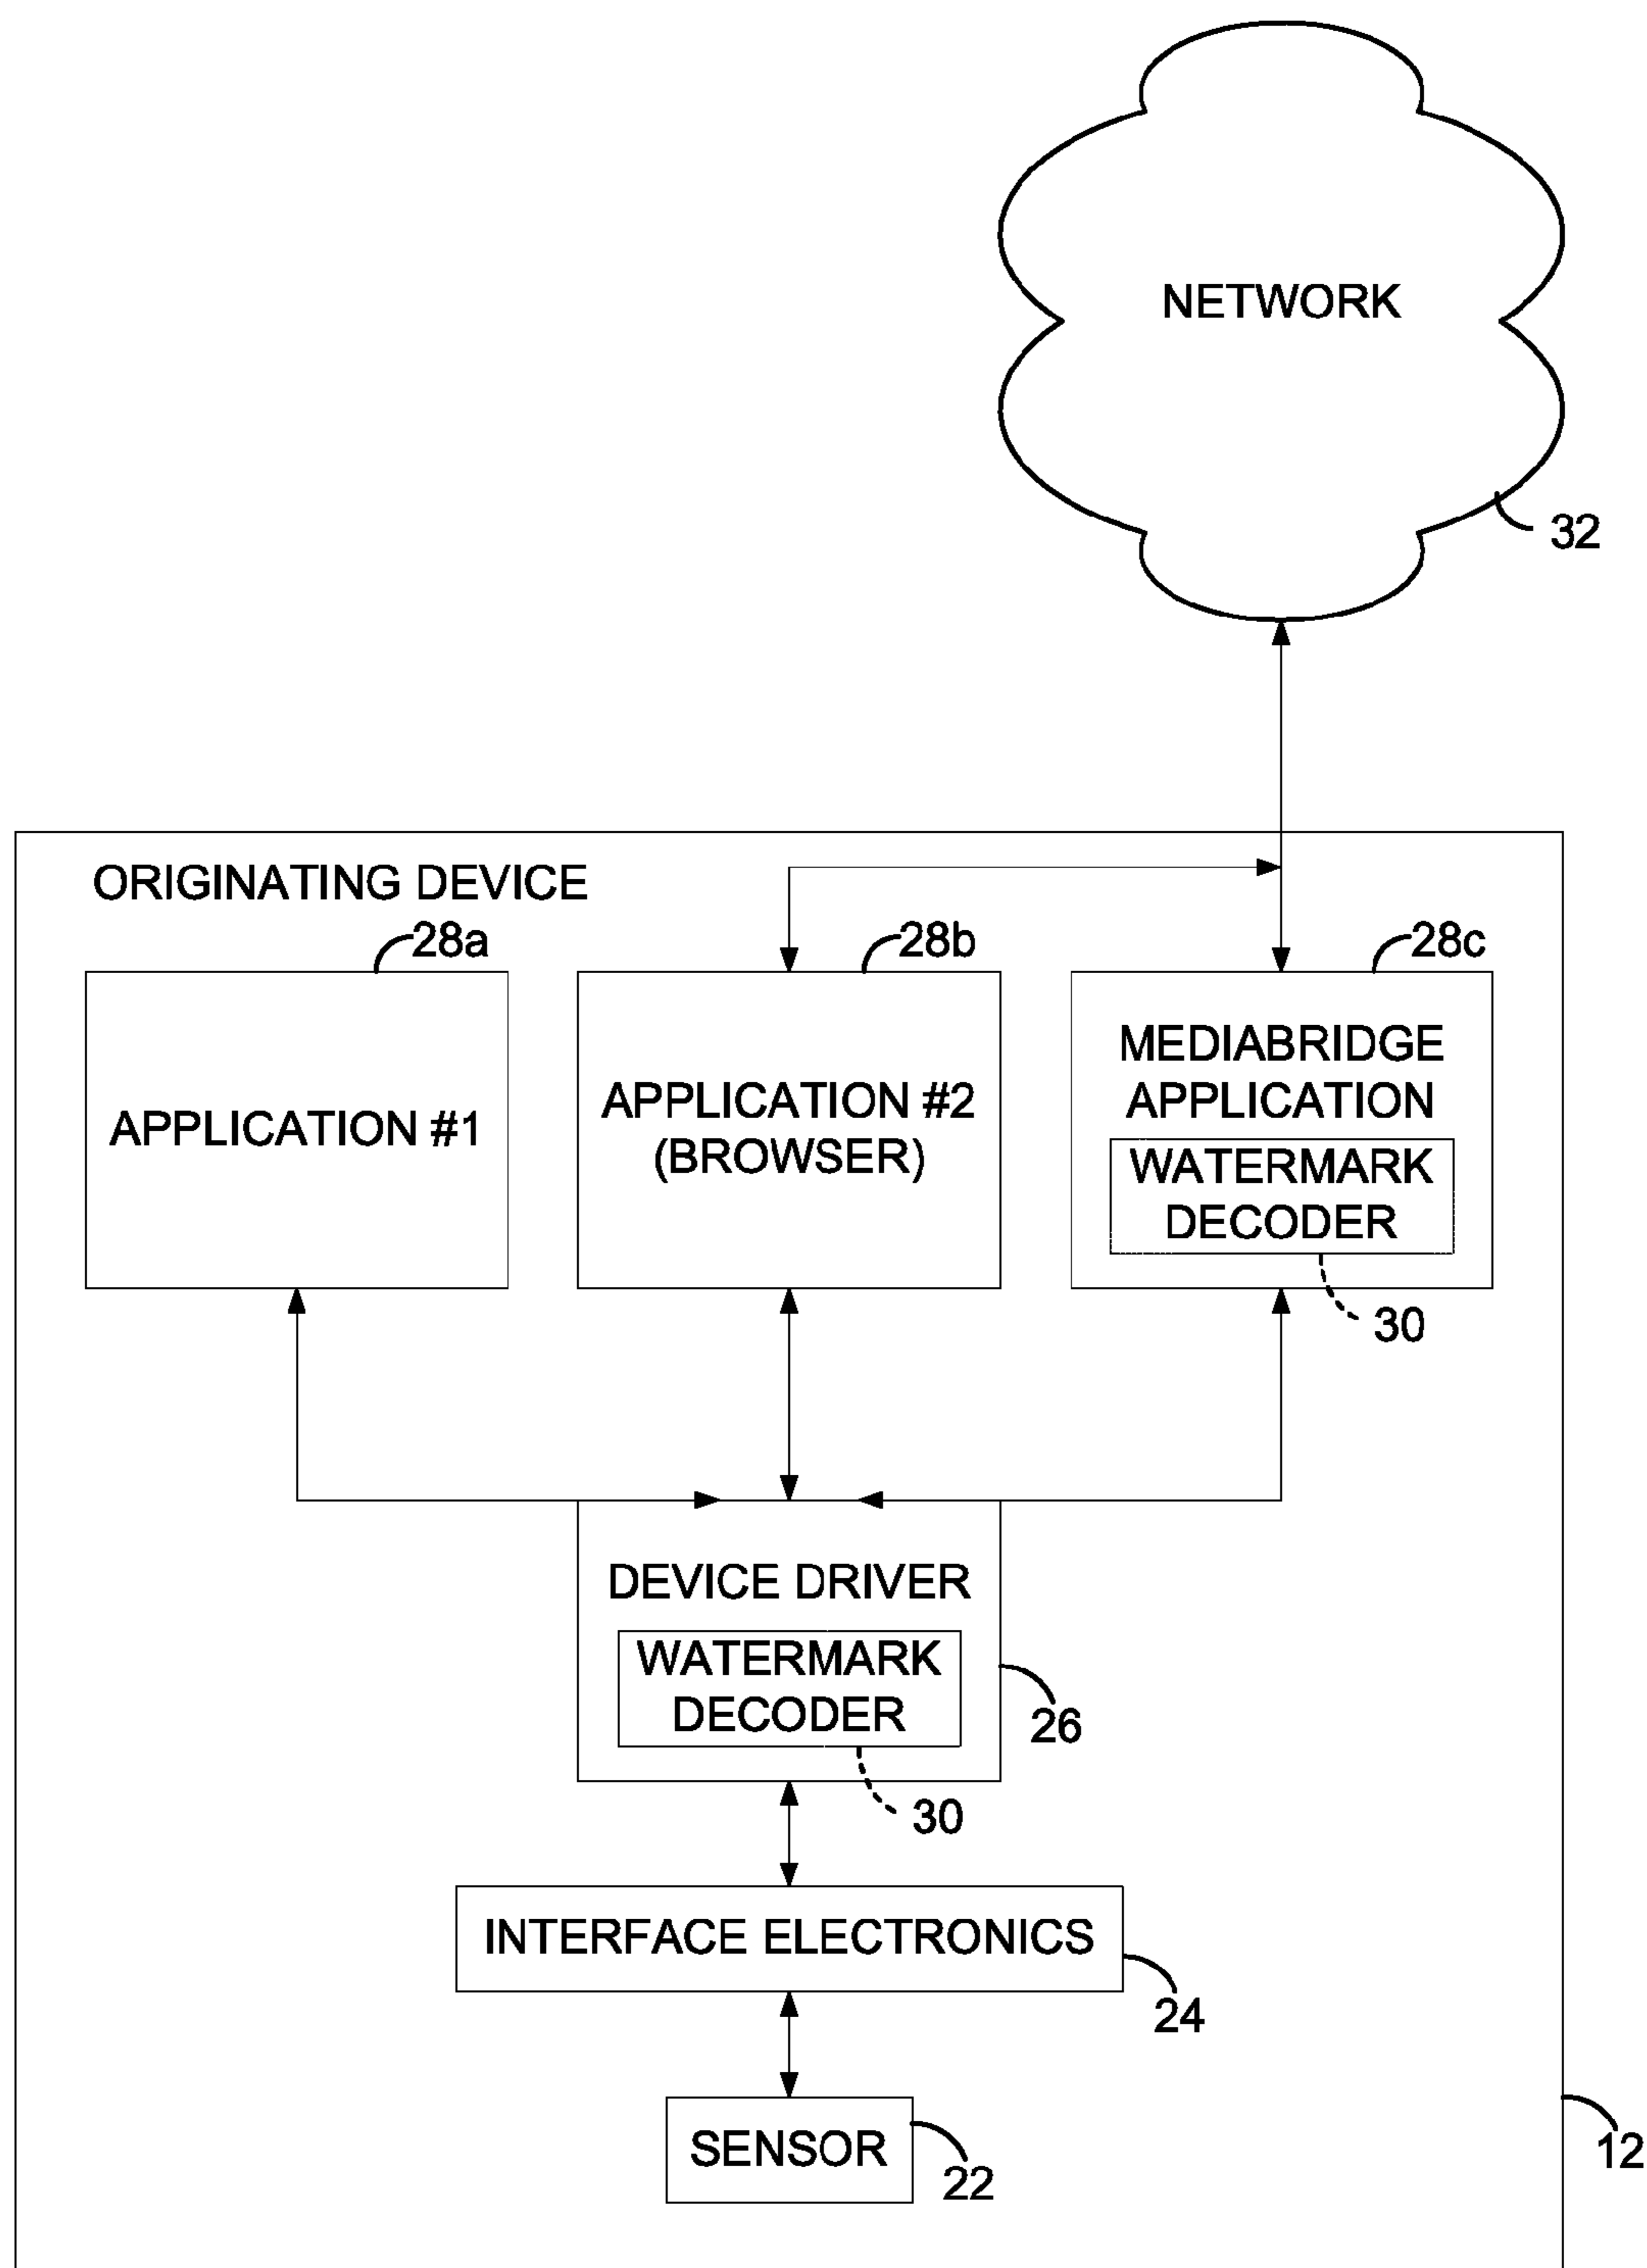 NETWORK
32
ORIGINATING DEVICE
28a
28b
28c
APPLICATION #1
APPLICATION #2
(BROWSER)
MEDIABRIDGE
APPLICATION
WATERMARK
DECODER
30
DEVICE DRIVER
WATERMARK
DECODER
26
30
INTERFACE ELECTRONICS
24
SENSOR
22
12